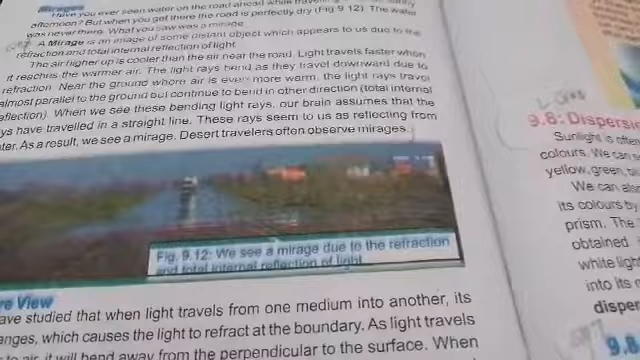 Mirages
Have you ever seen water on the road ahead while
afternoon? But when you get there the road is perfectly dry (Fig 9.12). The water
was never there. What you saw was a mirage.
A Mirage is an image of some distant object which appears to us due to the
refraction and total internal reflection of light.
The air higher up is cooler than the air near the road. Light travels faster when
it reaches the warmer air. The light rays bend as they travel downward due to
refraction. Near the ground where air is even more warm, the light rays travel
almost parallel to the ground but continue to bend in other direction (total internal
eflection). When we see these bending light rays, our brain assumes that the
ys have travelled in a straight line. These rays seem to us as reflecting from
ter. As a result, we see a mirage. Desert travelers often observe mirages.
Fig. 9.12: We see a mirage due to the refraction
and total internal reflection of light.
re View
ave studied that when light travels from one medium into another, its
anges, which causes the light to refract at the boundary. As light travels
to air, it will bend away from the perpendicular to the surface. When
9.8: Dispersi
Sunlight is often
colours. We can
yellow, green,
We can also
its colours by
prism. The
obtained
white light
into its
disper
9.8